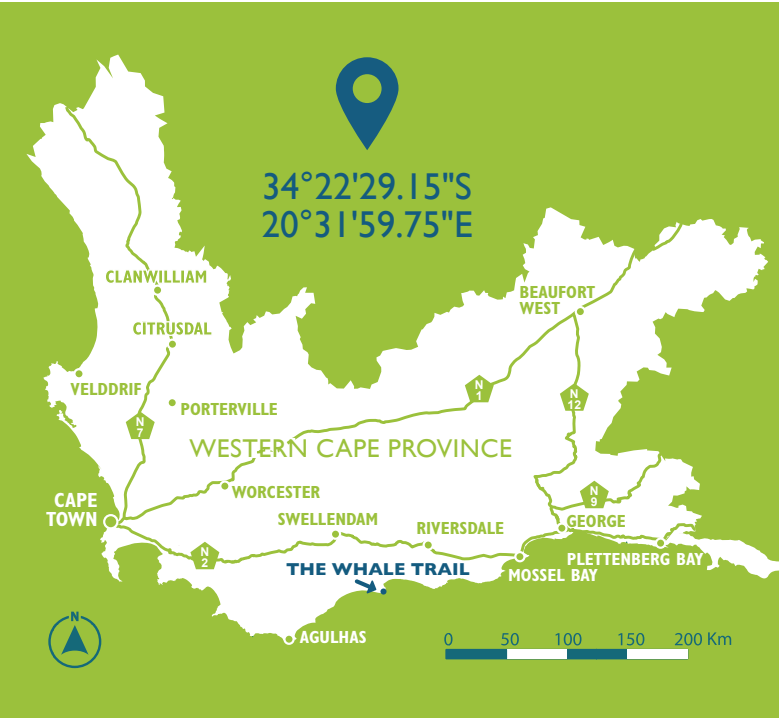 34°22'29.15"S
20°31'59.75"E
CLANWILLIAM
BEAUFORT
WEST
CITRUSDAL
VELDDRIF
PORTERVILLE
N
1
N
12
N
7
WESTERN CAPE PROVINCE
WORCESTER
N
9
CAPE
TOWN
SWELLENDAM
RIVERSDALE
GEORGE
N
2
THE WHALE TRAIL
PLETTENBERG BAY
MOSSEL BAY
N
AGULHAS
0 50 100 150 200 Km